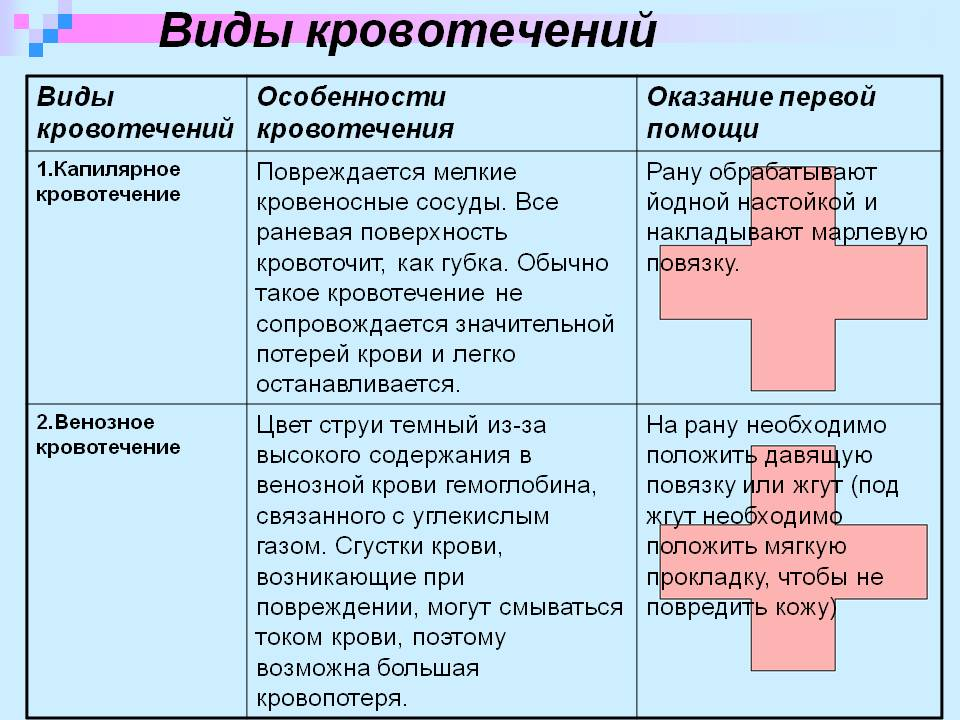 Виды кровотечений
Виды
кровотечений
Особенности
кровотечения
Оказание первой
помощи
1.Капилярное
кровотечение
Повреждается мелкие
кровеносные сосуды. Все
раневая поверхность
кровоточит, как губка. Обычно
такое кровотечение не
сопровождается значительной
потерей крови и легко
останавливается.
Рану обрабатывают
йодной настойкой и
накладывают марлевую
повязку.
2.Венозное
кровотечение
Цвет струи темный из-за
высокого содержания в
венозной крови гемоглобина,
связанного с углекислым
газом. Сгустки крови,
возникающие при
повреждении, могут смываться
током крови, поэтому
возможна большая
кровопотеря.
На рану необходимо
положить давящую
повязку или жгут (под
жгут необходимо
положить мягкую
прокладку, чтобы не
повредить кожу)